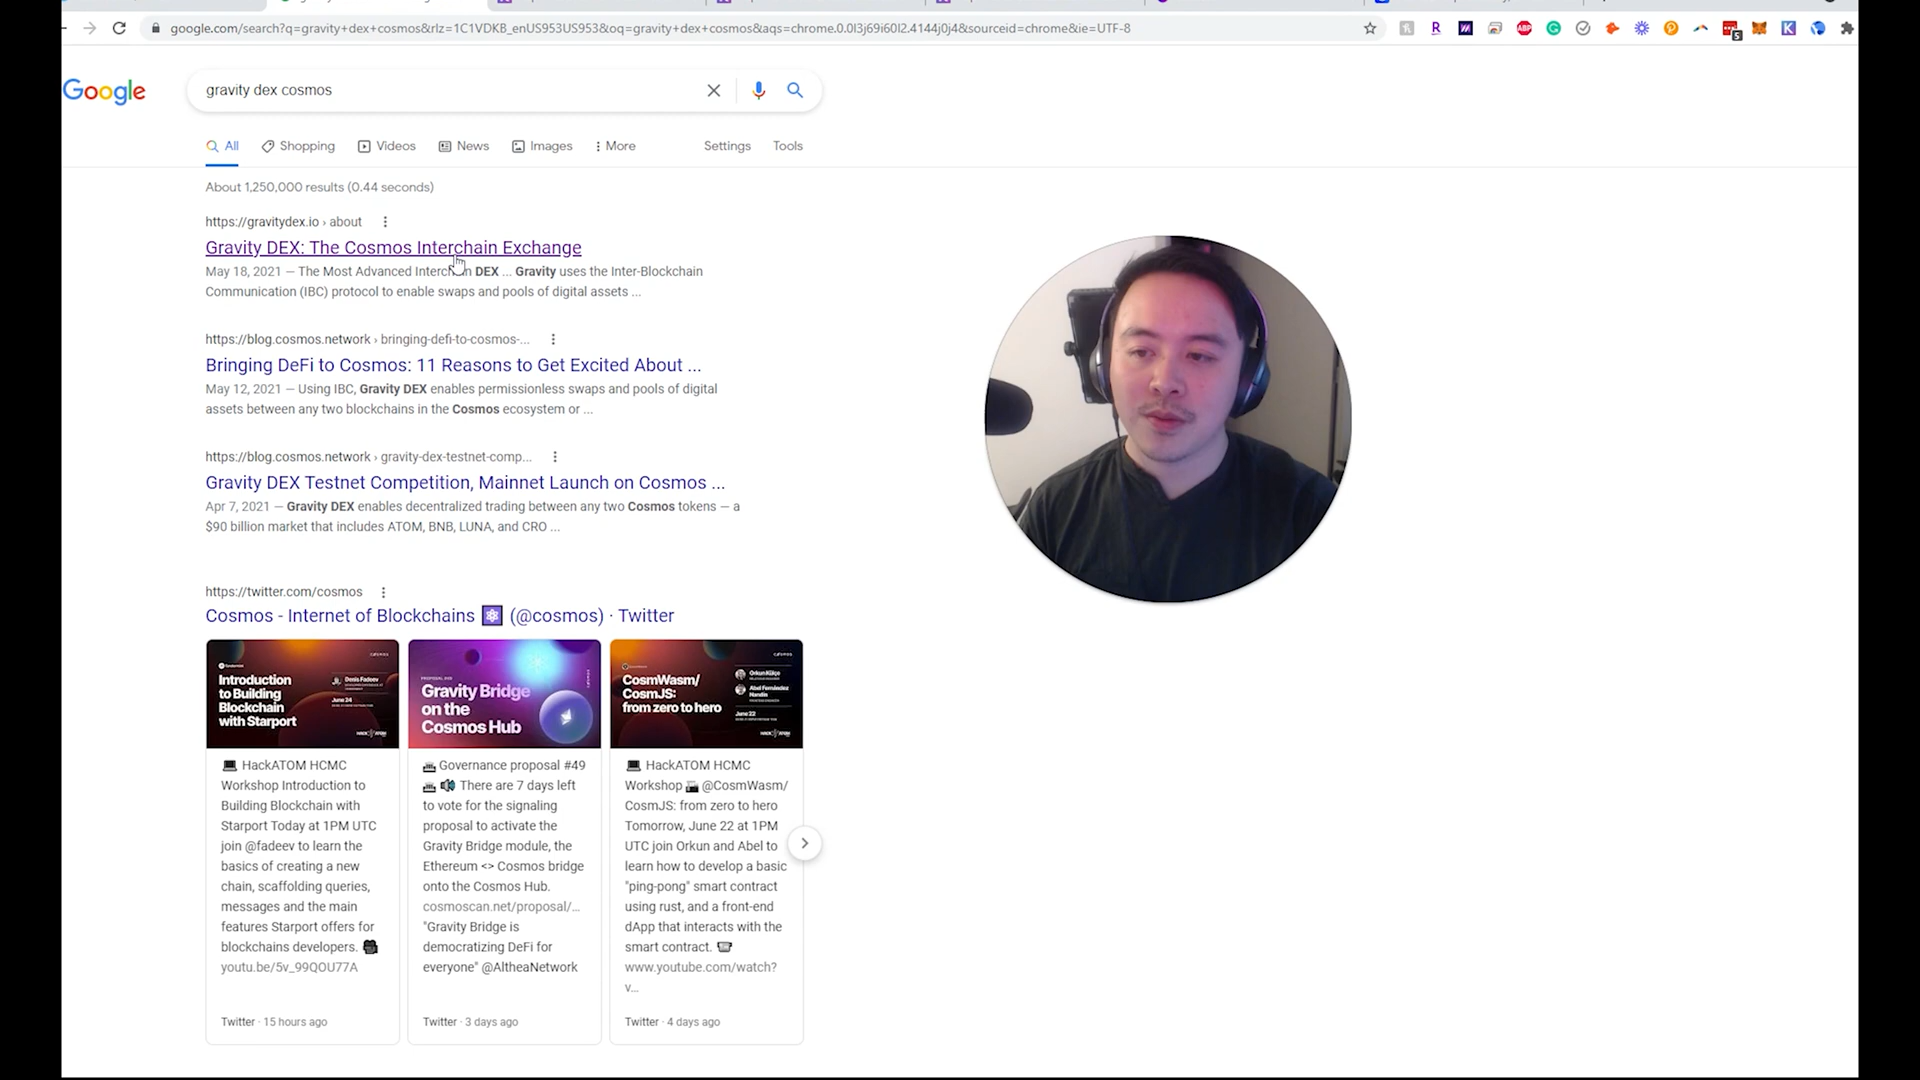 google.com/search?q=gravity+dex+cosmos&rlz=1C1VDKB_enUS953US953&oq=gravity+dex+cosmos&aqs=chrome.0.0l3j69i60l2.4144j0j4&sourceid=chrome&ie=UTF-8
5
Google
gravity dex cosmos
All Shopping Videos News Images More Settings Tools
About 1,250,000 results (0.44 seconds)
https://gravitydex.io › about
Gravity DEX: The Cosmos Interchain Exchange
May 18, 2021 — The Most Advanced Interchain DEX ... Gravity uses the Inter-Blockchain
Communication (IBC) protocol to enable swaps and pools of digital assets ...
https://blog.cosmos.network › bringing-defi-to-cosmos-...
Bringing DeFi to Cosmos: 11 Reasons to Get Excited About ...
May 12, 2021 — Using IBC, Gravity DEX enables permissionless swaps and pools of digital
assets between any two blockchains in the Cosmos ecosystem or ...
https://blog.cosmos.network › gravity-dex-testnet-comp...
Gravity DEX Testnet Competition, Mainnet Launch on Cosmos ...
Apr 7, 2021 — Gravity DEX enables decentralized trading between any two Cosmos tokens — a
$90 billion market that includes ATOM, BNB, LUNA, and CRO ...
https://twitter.com/cosmos
Cosmos - Internet of Blockchains ⚛ (@cosmos) · Twitter
Introduction
to Building
Blockchain
with Starport
Denis Fadeev
June 24
Gravity Bridge
on the
Cosmos Hub
CosmWasm/
CosmJS:
from zero to hero
June 22
💻 HackATOM HCMC
Workshop Introduction to
Building Blockchain with
Starport Today at 1PM UTC
join @fadeev to learn the
basics of creating a new
chain, scaffolding queries,
messages and the main
features Starport offers for
blockchains developers. 🎥
youtu.be/5v_99QOU77A
Twitter · 15 hours ago
🗳 Governance proposal #49
🗳 📢 There are 7 days left
to vote for the signaling
proposal to activate the
Gravity Bridge module, the
Ethereum <> Cosmos bridge
onto the Cosmos Hub.
cosmoscan.net/proposal/...
"Gravity Bridge is
democratizing DeFi for
everyone" @AltheaNetwork
Twitter · 3 days ago
💻 HackATOM HCMC
Workshop @CosmWasm/
CosmJS: from zero to hero
Tomorrow, June 22 at 1PM
UTC join Orkun and Abel to
learn how to develop a basic
"ping-pong" smart contract
using rust, and a front-end
dApp that interacts with the
smart contract.
www.youtube.com/watch?
v...
Twitter · 4 days ago